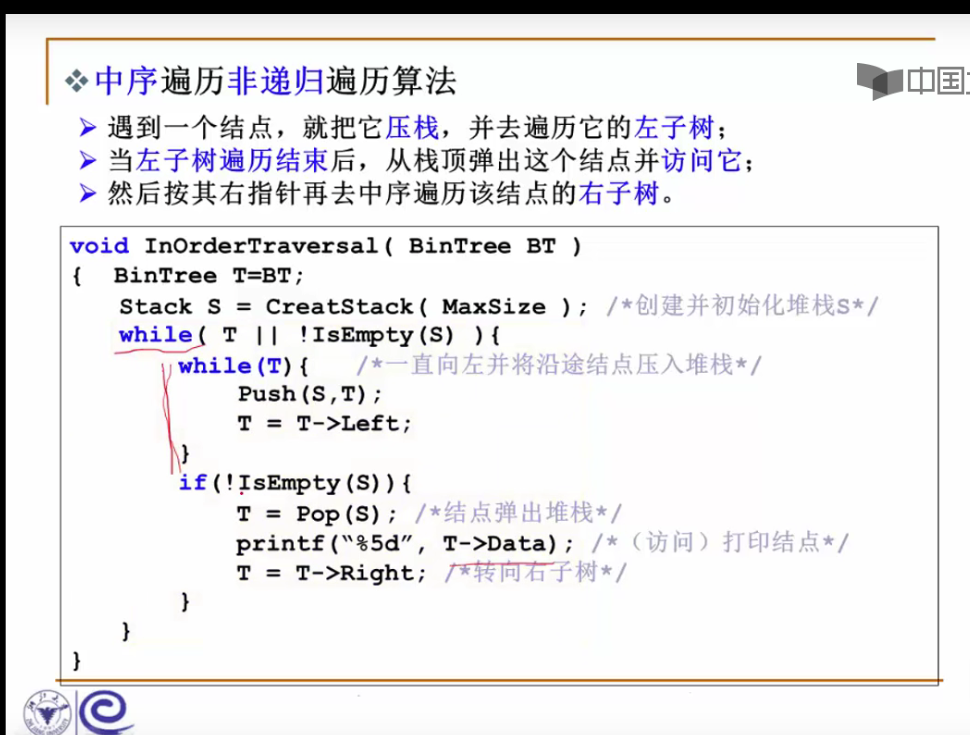 中序遍历非递归遍历算法
中国
遇到一个结点，就把它压栈，并去遍历它的左子树；
当左子树遍历结束后，从栈顶弹出这个结点并访问它；
然后按其右指针再去中序遍历该结点的右子树。
void InOrderTraversal( BinTree BT )
{ BinTree T=BT;
Stack S = CreatStack( MaxSize ); /*创建并初始化堆栈S*/
while( T || !IsEmpty(S) ){
while(T){ /*一直向左并将沿途结点压入堆栈*/
Push(S,T);
T = T->Left;
}
if(!IsEmpty(S)){
T = Pop(S); /*结点弹出堆栈*/
printf(“%5d”, T->Data); /*（访问）打印结点*/
T = T->Right; /*转向右子树*/
}
}
}